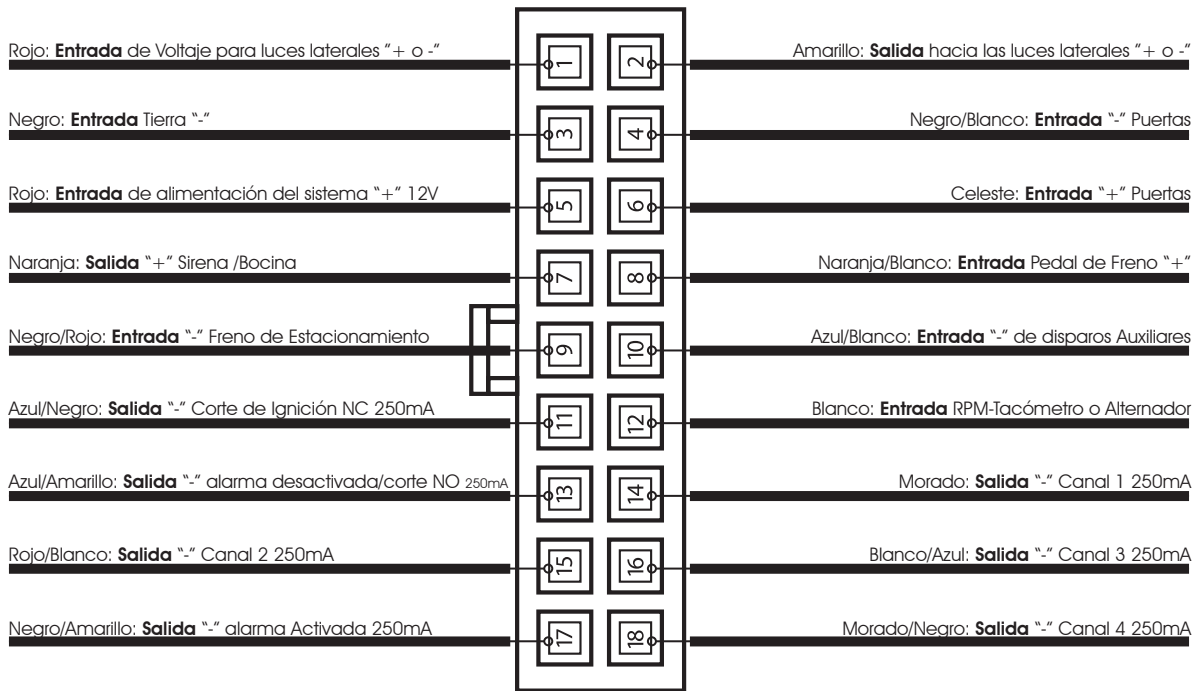 Rojo: Entrada de Voltaje para luces laterales "+ o -"
1
2
Amarillo: Salida hacia las luces laterales "+ o -"
Negro: Entrada Tierra "-"
3
4
Negro/Blanco: Entrada "-" Puertas
Rojo: Entrada de alimentación del sistema "+" 12V
5
6
Celeste: Entrada "+" Puertas
Naranja: Salida "+" Sirena /Bocina
7
8
Naranja/Blanco: Entrada Pedal de Freno "+"
Negro/Rojo: Entrada "-" Freno de Estacionamiento
9
10
Azul/Blanco: Entrada "-" de disparos Auxiliares
Azul/Negro: Salida "-" Corte de Ignición NC 250mA
11
12
Blanco: Entrada RPM-Tacómetro o Alternador
Azul/Amarillo: Salida "-" alarma desactivada/corte NO 250mA
13
14
Morado: Salida "-" Canal 1 250mA
Rojo/Blanco: Salida "-" Canal 2 250mA
15
16
Blanco/Azul: Salida "-" Canal 3 250mA
Negro/Amarillo: Salida "-" alarma Activada 250mA
17
18
Morado/Negro: Salida "-" Canal 4 250mA